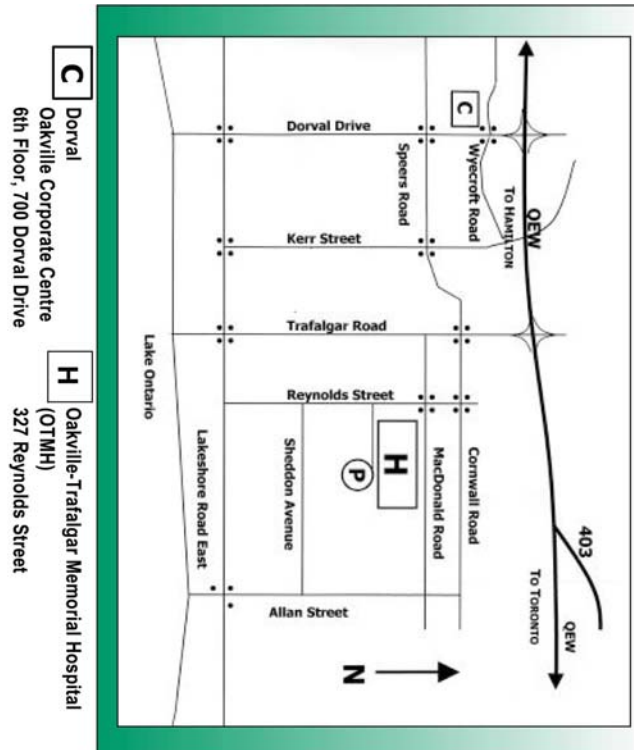 QEW
TO HAMILTON
403
QEW
TO TORONTO
C
Wyecroft Road
Speers Road
Dorval Drive
Kerr Street
Trafalgar Road
Reynolds Street
Cornwall Road
MacDonald Road
H
P
Sheddon Avenue
Allan Street
Lakeshore Road East
Lake Ontario
N
C
Dorval
Oakville Corporate Centre
6th Floor, 700 Dorval Drive
H
Oakville-Trafalgar Memorial Hospital
(OTMH)
327 Reynolds Street